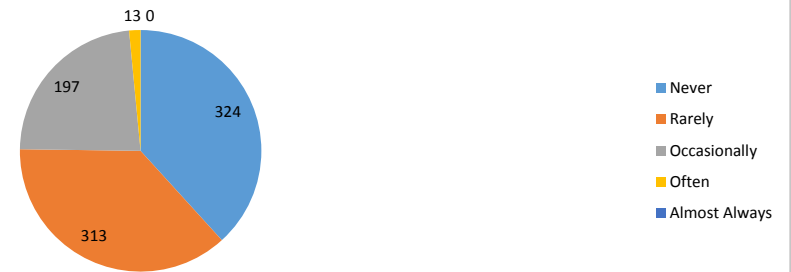 13 0
197
324
313
Never
Rarely
Occasionally
Often
Almost Always